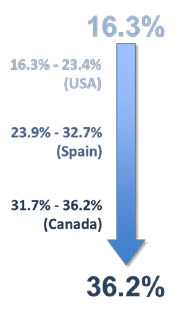 16.3%
16.3% - 23.4%
(USA)
23.9% - 32.7%
(Spain)
31.7% - 36.2%
(Canada)
36.2%